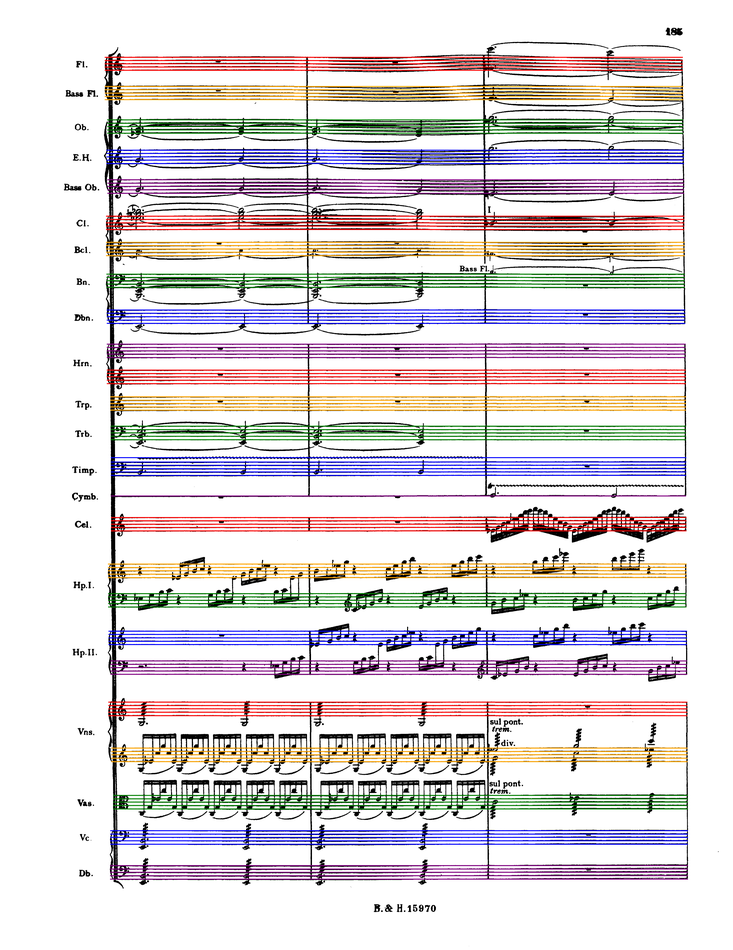 185
Fl.
Bass Fl.
Ob.
E.H.
Bass Ob.
Cl.
I
Bcl.
Bass Fl.
Bn.
Dbn.
Hrn.
Trp.
Trb.
Timp.
Cymb.
Cel.
Hp.I.
Hp.II.
sul pont.
trem.
Vns.
div.
sul pont.
trem.
Vas.
Vc.
Db.
B. & H. 15970